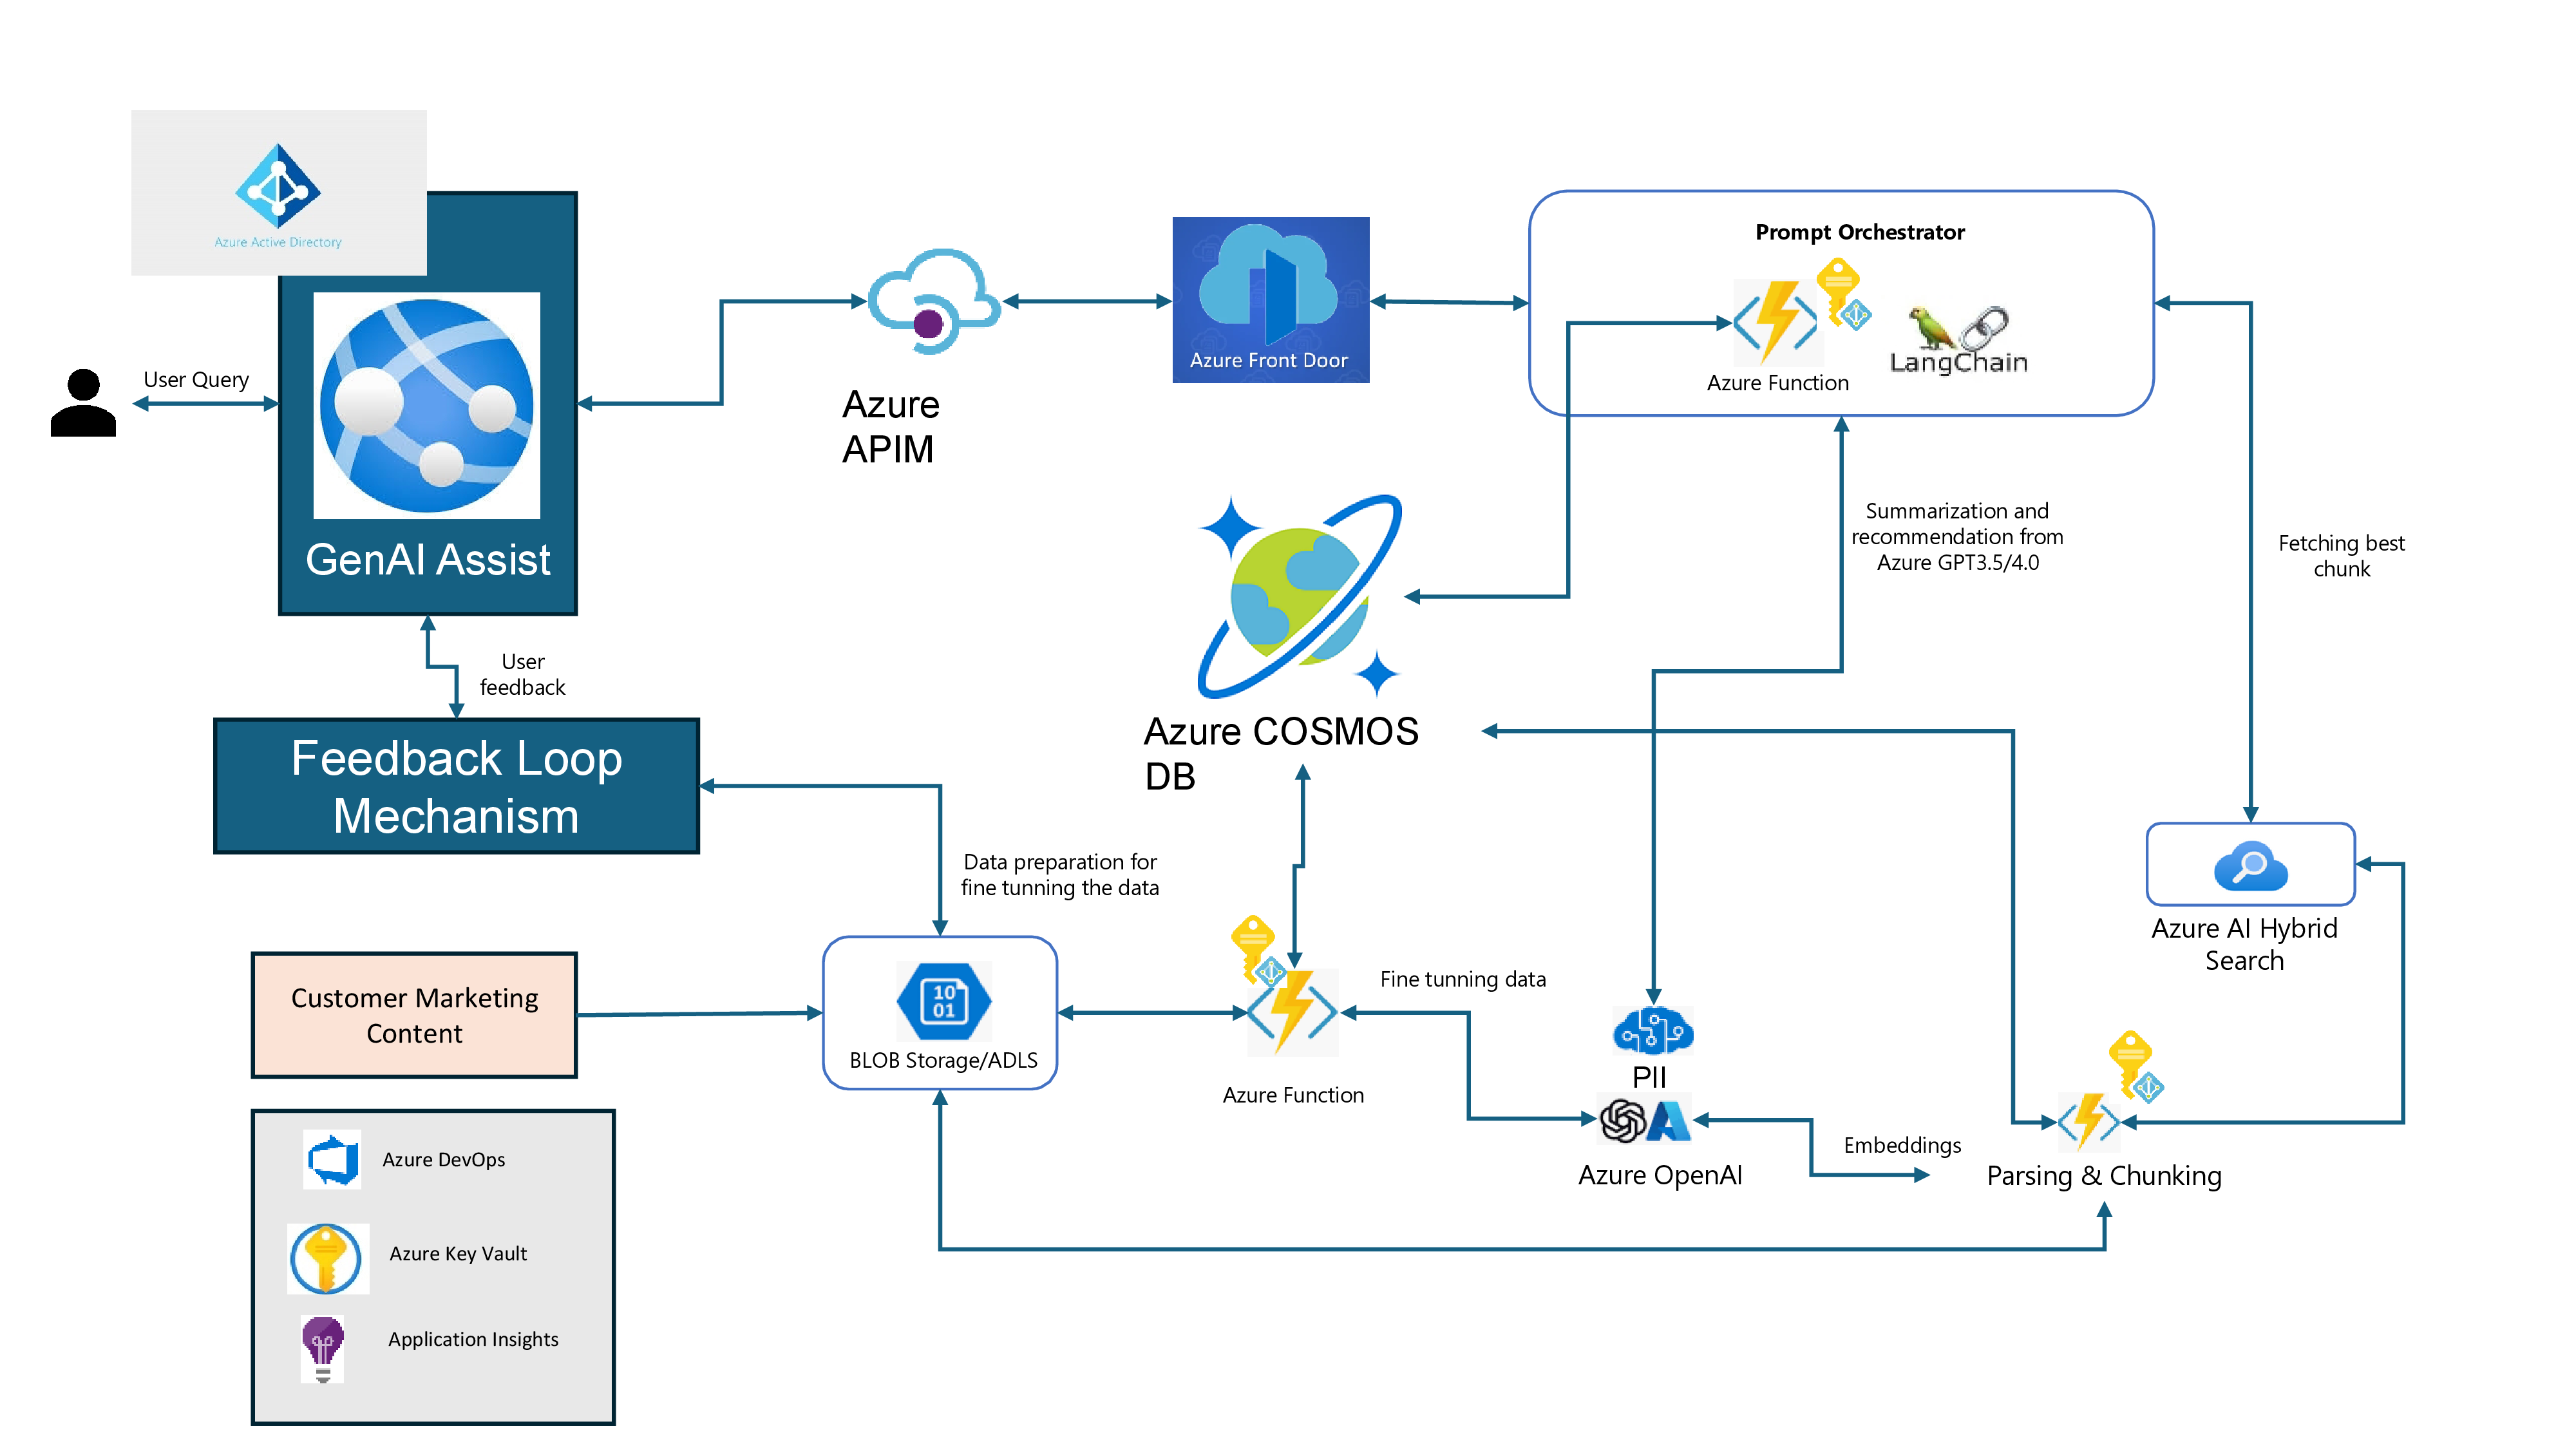 Azure Active Directory
User Query
GenAI Assist
User
feedback
Feedback Loop
Mechanism
Customer Marketing
Content
Azure DevOps
Azure Key Vault
Application Insights
Azure
APIM
Azure Front Door
Prompt Orchestrator
Azure Function
LangChain
Summarization and
recommendation from
Azure GPT3.5/4.0
Fetching best
chunk
Azure COSMOS
DB
Data preparation for
fine tunning the data
10
01
BLOB Storage/ADLS
Azure Function
Fine tunning data
PII
Azure OpenAI
Embeddings
Parsing & Chunking
Azure AI Hybrid
Search